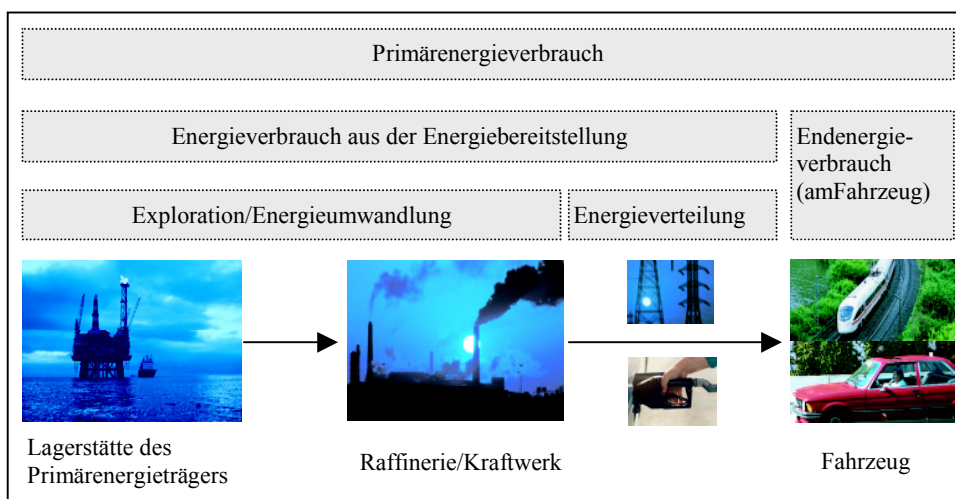 Primärenergieverbrauch
Energieverbrauch aus der Energiebereitstellung
Endenergie-
verbrauch
(amFahrzeug)
Exploration/Energieumwandlung
Energieverteilung
Lagerstätte des
Primärenergieträgers
Raffinerie/Kraftwerk
Fahrzeug